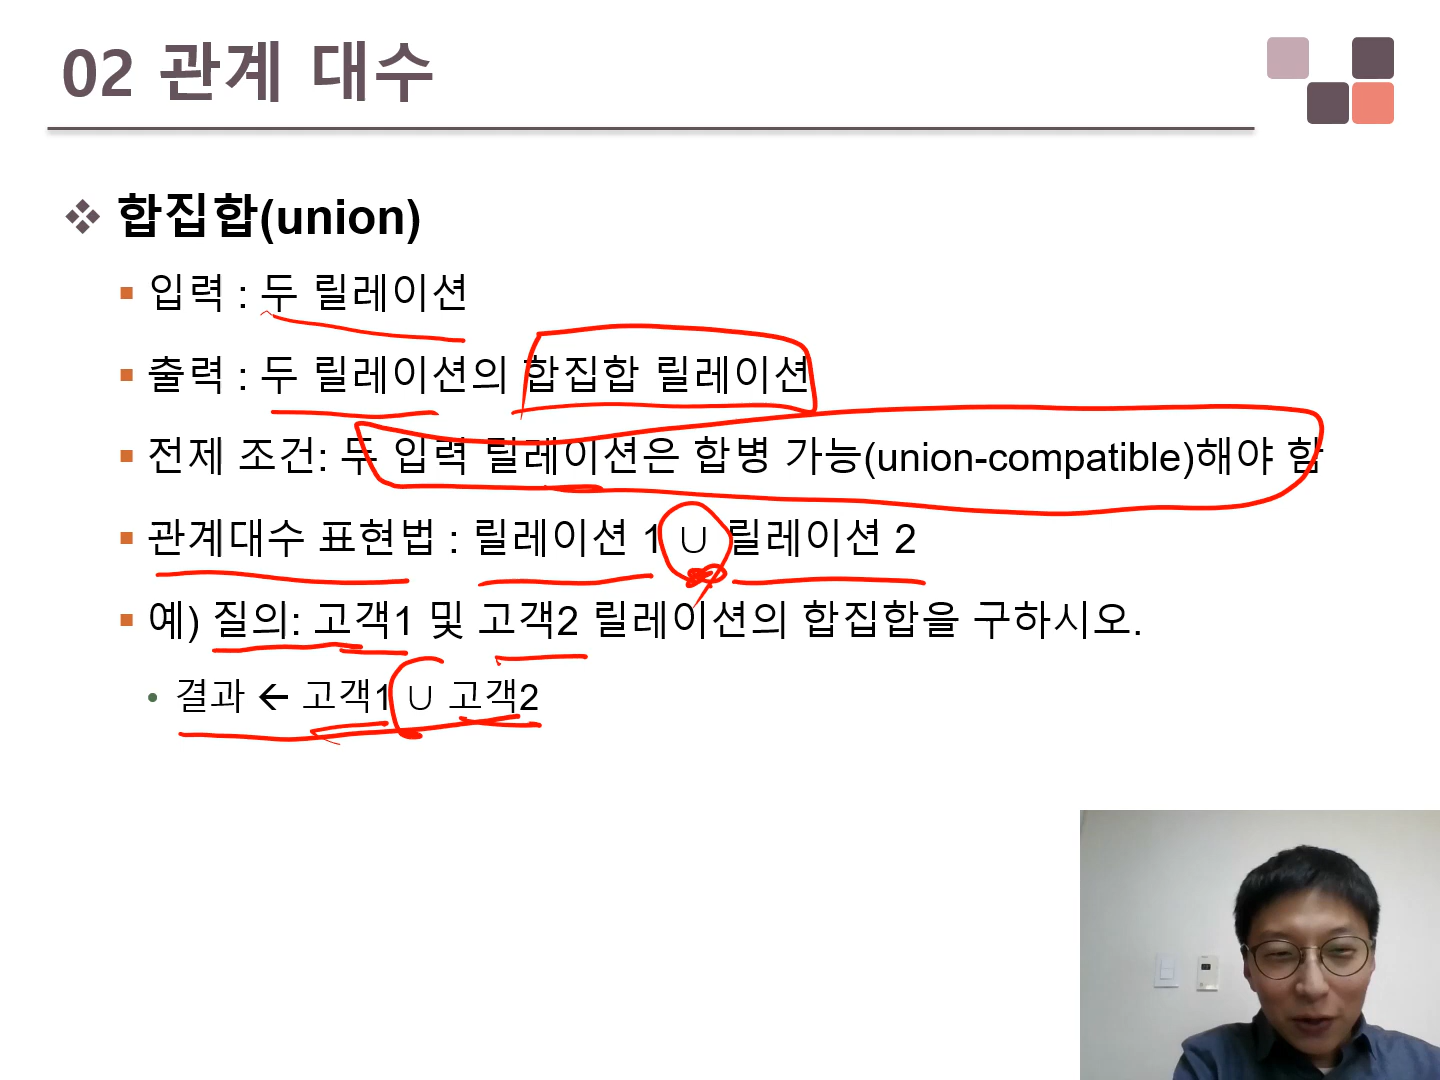 02 관계 대수
합집합(union)
입력 : 두 릴레이션
출력 : 두 릴레이션의 합집합 릴레이션
전제 조건: 두 입력 릴레이션은 합병 가능(union-compatible)해야 함
관계대수 표현법 : 릴레이션 1 ∪ 릴레이션 2
예) 질의: 고객1 및 고객2 릴레이션의 합집합을 구하시오.
결과 ← 고객1 ∪ 고객2